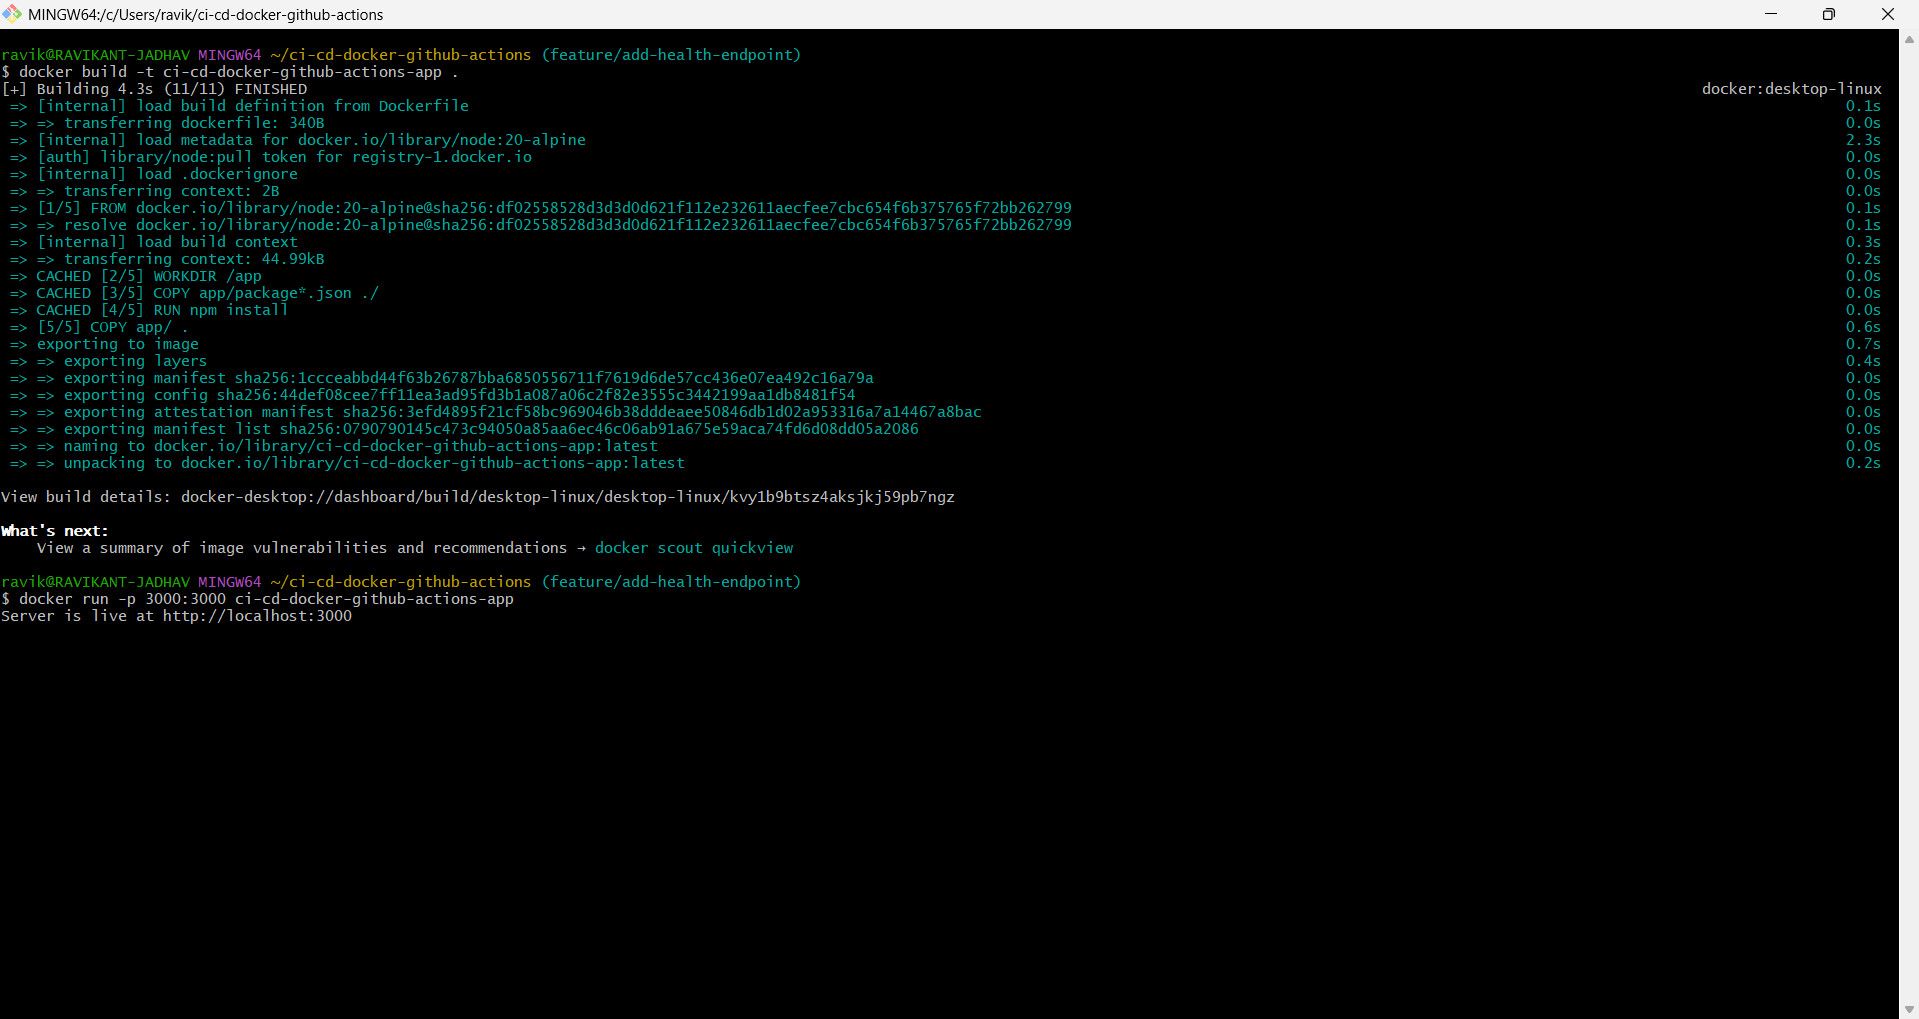 MINGW64:/c/Users/ravik/ci-cd-docker-github-actions
ravik@RAVIKANT-JADHAV MINGW64 ~/ci-cd-docker-github-actions (feature/add-health-endpoint)
$ docker build -t ci-cd-docker-github-actions-app .
[+] Building 4.3s (11/11) FINISHED docker:desktop-linux
=> [internal] load build definition from Dockerfile 0.1s
=> => transferring dockerfile: 340B 0.0s
=> [internal] load metadata for docker.io/library/node:20-alpine 2.3s
=> [auth] library/node:pull token for registry-1.docker.io 0.0s
=> [internal] load .dockerignore 0.0s
=> => transferring context: 2B 0.0s
=> [1/5] FROM docker.io/library/node:20-alpine@sha256:df02558528d3d3d0d621f112e232611aecfee7cbc654f6b375765f72bb262799 0.1s
=> => resolve docker.io/library/node:20-alpine@sha256:df02558528d3d3d0d621f112e232611aecfee7cbc654f6b375765f72bb262799 0.1s
=> [internal] load build context 0.3s
=> => transferring context: 44.99kB 0.2s
=> CACHED [2/5] WORKDIR /app 0.0s
=> CACHED [3/5] COPY app/package*.json ./ 0.0s
=> CACHED [4/5] RUN npm install 0.0s
=> [5/5] COPY app/ . 0.6s
=> exporting to image 0.7s
=> => exporting layers 0.4s
=> => exporting manifest sha256:1ccceabbd44f63b26787bba6850556711f7619d6de57cc436e07ea492c16a79a 0.0s
=> => exporting config sha256:44def08cee7ff11ea3ad95fd3b1a087a06c2f82e3555c3442199aa1db8481f54 0.0s
=> => exporting attestation manifest sha256:3efd4895f21cf58bc969046b38dddeaee50846db1d02a953316a7a14467a8bac 0.0s
=> => exporting manifest list sha256:0790790145c473c94050a85aa6ec46c06ab91a675e59aca74fd6d08dd05a2086 0.0s
=> => naming to docker.io/library/ci-cd-docker-github-actions-app:latest 0.0s
=> => unpacking to docker.io/library/ci-cd-docker-github-actions-app:latest 0.2s
View build details: docker-desktop://dashboard/build/desktop-linux/desktop-linux/kvy1b9btsz4aksjkj59pb7ngz
What's next:
View a summary of image vulnerabilities and recommendations → docker scout quickview
ravik@RAVIKANT-JADHAV MINGW64 ~/ci-cd-docker-github-actions (feature/add-health-endpoint)
$ docker run -p 3000:3000 ci-cd-docker-github-actions-app
Server is live at http://localhost:3000